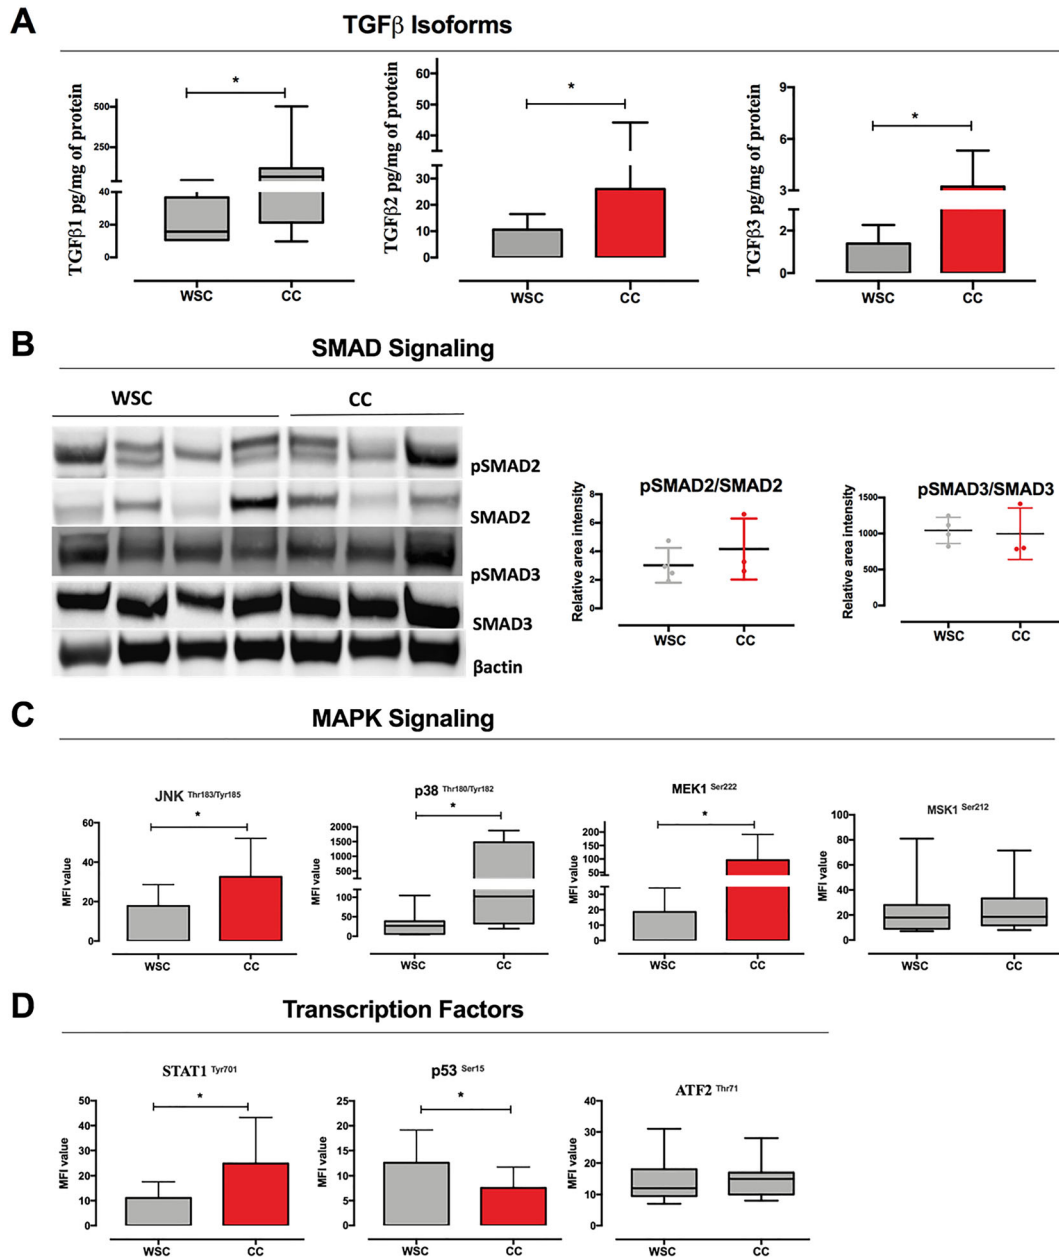 A
TGFβ Isoforms
TGFβ1 pg/mg of protein
500
250
40
20
0
*
WSC
CC
TGFβ2 pg/mg of protein
60
50
40
30
20
10
0
*
WSC
CC
TGFβ3 pg/mg of protein
9
6
3
2
0
*
WSC
CC
B
SMAD Signaling
WSC
CC
pSMAD2
SMAD2
pSMAD3
SMAD3
βactin
pSMAD2/SMAD2
Relative area intensity
8
6
4
2
0
WSC
CC
pSMAD3/SMAD3
Relative area intensity
1500
1000
500
0
WSC
CC
C
MAPK Signaling
JNK Thr183/Tyr185
MFI value
60
40
20
0
*
WSC
CC
p38 Thr180/Tyr182
MFI value
2000
1500
1000
500
100
50
0
*
WSC
CC
MEK1 Ser222
MFI value
200
150
100
50
30
20
10
0
*
WSC
CC
MSK1 Ser212
MFI value
100
80
60
40
20
0
WSC
CC
D
Transcription Factors
STAT1 Tyr701
MFI value
50
40
30
20
10
0
*
WSC
CC
p53 Ser15
MFI value
25
20
15
10
5
0
*
WSC
CC
ATF2 Thr71
MFI value
40
30
20
10
0
WSC
CC